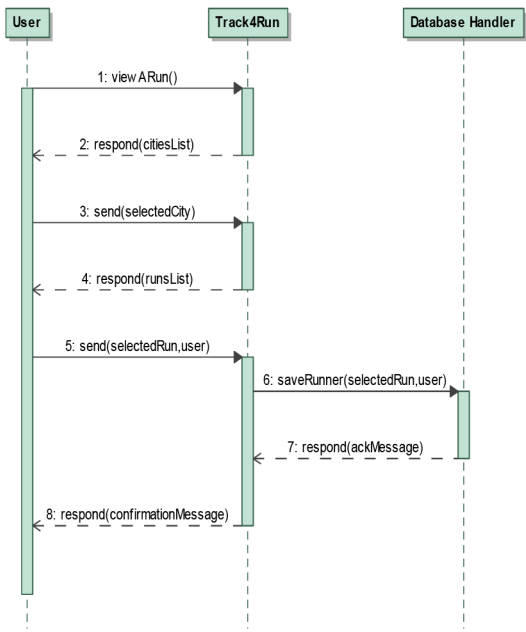 User
Track4Run
Database Handler
1: view ARun()
2: respond(citiesList)
3: send(selectedCity)
4: respond(runsList)
5: send(selectedRun,user)
6: saveRunner(selectedRun,user)
7: respond(ackMessage)
8: respond(confirmationMessage)